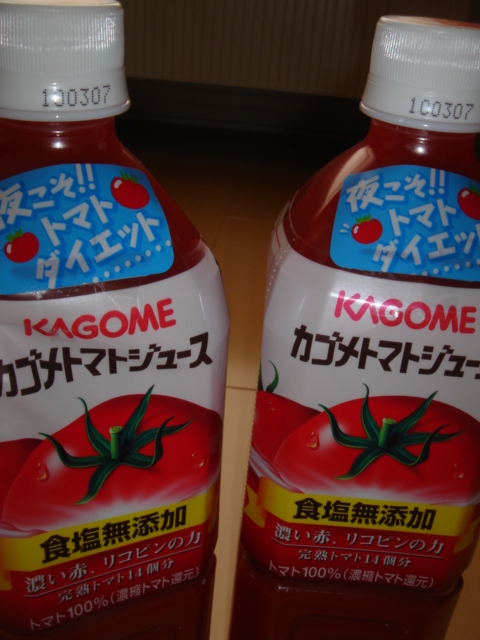 100307
夜こそ!!
トマト
ダイエット
KAGOME
カゴメトマトジュース
食塩無添加
濃い赤、リコピンの力
完熟トマト14個分
トマト100%(濃縮トマト還元)
100307
夜こそ!!
トマト
ダイエット
KAGOME
カゴメトマトジュース
食塩無添加
濃い赤、リコピンの力
完熟トマト14個分
トマト100%(濃縮トマト還元)